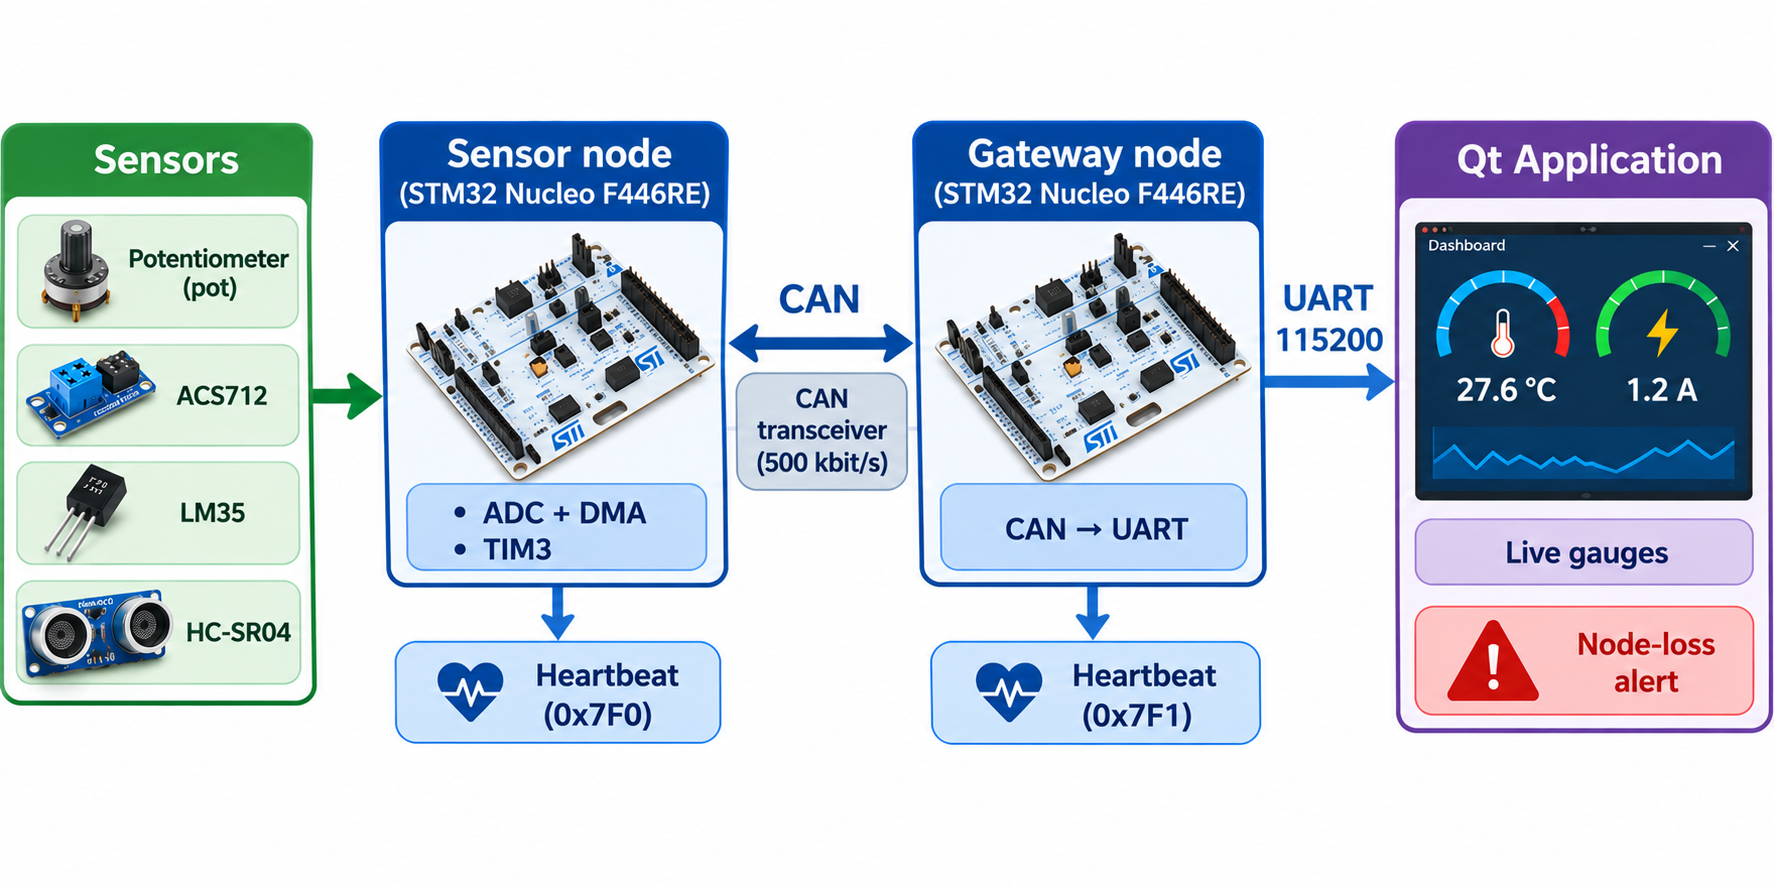 Sensors
Potentiometer
(pot)
ACS712
LM35
HC-SR04
Sensor node
(STM32 Nucleo F446RE)
• ADC + DMA
• TIM3
Heartbeat
(0x7F0)
CAN
CAN
transceiver
(500 kbit/s)
Gateway node
(STM32 Nucleo F446RE)
CAN → UART
Heartbeat
(0x7F1)
UART
115200
Qt Application
Dashboard
27.6 °C
1.2 A
Live gauges
Node-loss
alert